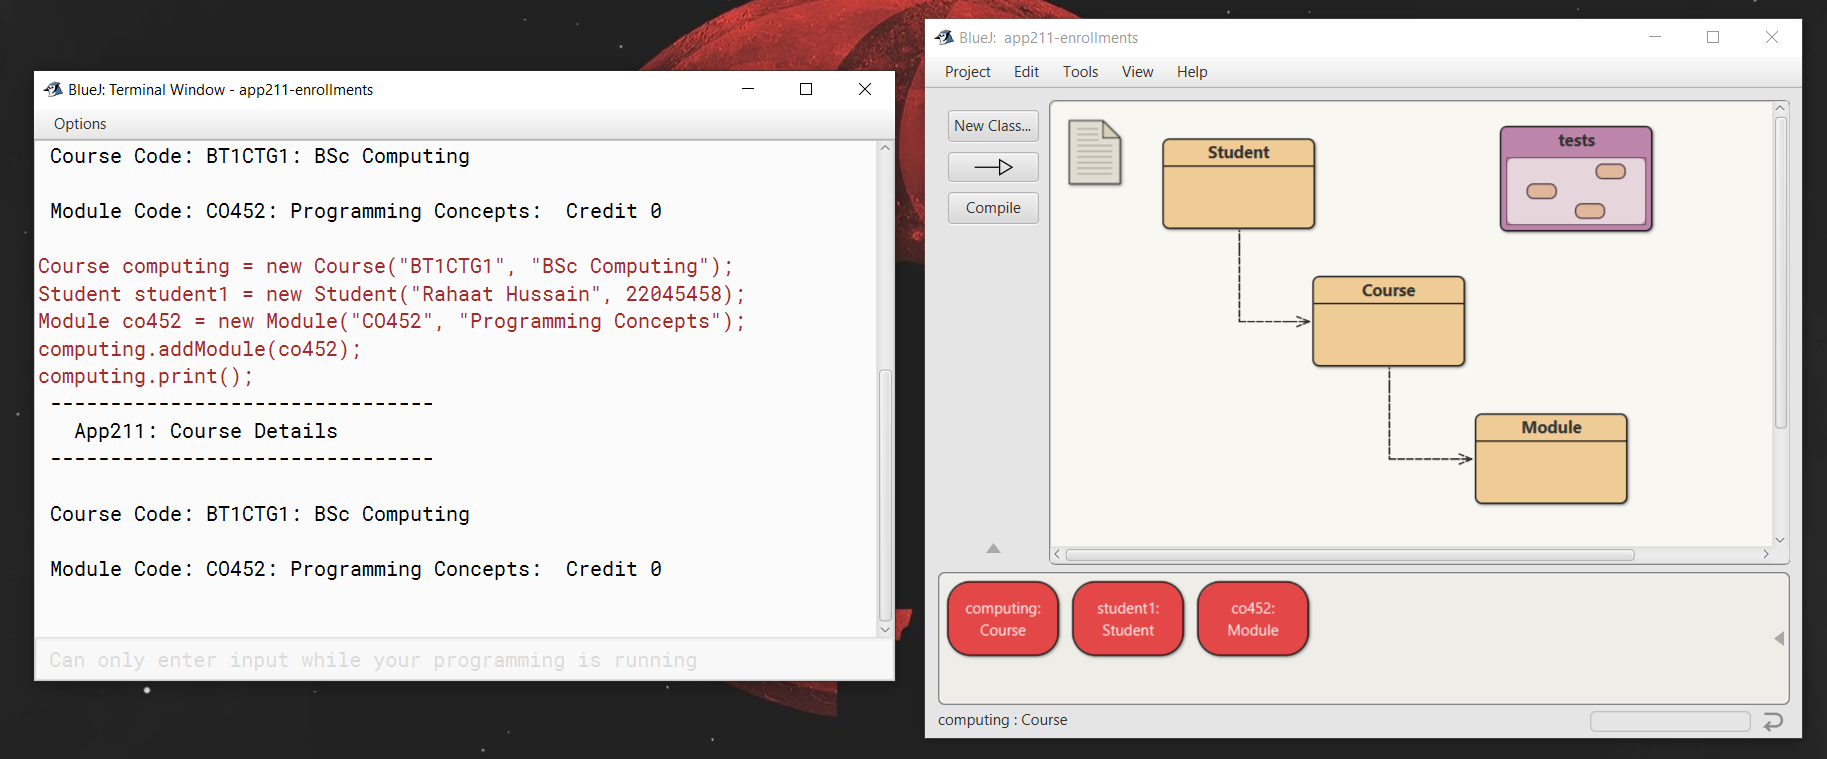 BlueJ: Terminal Window - app211-enrollments
Options
Course Code: BT1CTG1: BSc Computing
Module Code: CO452: Programming Concepts:  Credit 0
Course computing = new Course("BT1CTG1", "BSc Computing");
Student student1 = new Student("Rahaat Hussain", 22045458);
Module co452 = new Module("CO452", "Programming Concepts");
computing.addModule(co452);
computing.print();
--------------------------------
App211: Course Details
--------------------------------
Course Code: BT1CTG1: BSc Computing
Module Code: CO452: Programming Concepts:  Credit 0
Can only enter input while your programming is running
BlueJ:  app211-enrollments
Project Edit Tools View Help
New Class...
Compile
Student
tests
Course
Module
computing:
Course
student1:
Student
co452:
Module
computing : Course